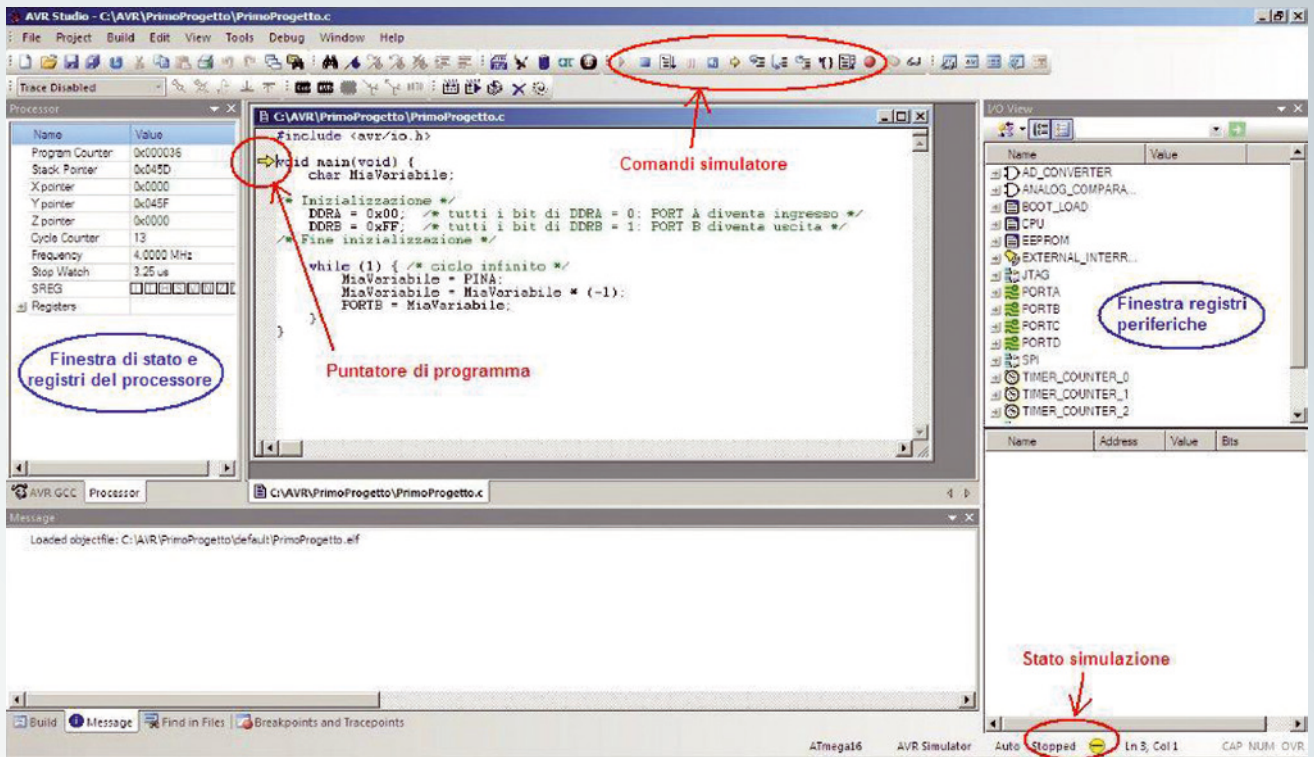 AVR Studio - C:\AVR\PrimoProgetto\PrimoProgetto.c
File Project Build Edit View Tools Debug Window Help
Trace Disabled
Processor
Name Value
Program Counter 0x000036
Stack Pointer 0x045D
X pointer 0x0000
Y pointer 0x045F
Z pointer 0x0000
Cycle Counter 13
Frequency 4.0000 MHz
Stop Watch 3.25 us
SREG
Registers
Finestra di stato e
registri del processore
AVR GCC Processor
C:\AVR\PrimoProgetto\PrimoProgetto.c
#include <avr/io.h>
void main(void) {
char MiaVariabile;
/* Inizializzazione */
DDRA = 0x00; /* tutti i bit di DDRA = 0: PORT A diventa ingresso */
DDRB = 0xFF; /* tutti i bit di DDRB = 1: PORT B diventa uscita */
/* Fine inizializzazione */
while (1) { /* ciclo infinito */
MiaVariabile = PINA;
MiaVariabile = MiaVariabile * (-1);
PORTB = MiaVariabile;
}
}
Comandi simulatore
Puntatore di programma
C:\AVR\PrimoProgetto\PrimoProgetto.c
I/O View
Name Value
AD_CONVERTER
ANALOG_COMPARA...
BOOT_LOAD
CPU
EEPROM
EXTERNAL_INTERR...
JTAG
PORTA
PORTB
PORTC
PORTD
SPI
TIMER_COUNTER_0
TIMER_COUNTER_1
TIMER_COUNTER_2
Finestra registri
periferiche
Name Address Value Bits
Message
Loaded objectfile: C:\AVR\PrimoProgetto\default\PrimoProgetto.elf
Stato simulazione
Build Message Find in Files Breakpoints and Tracepoints
ATmega16 AVR Simulator Auto Stopped Ln 3, Col 1 CAP NUM OVR